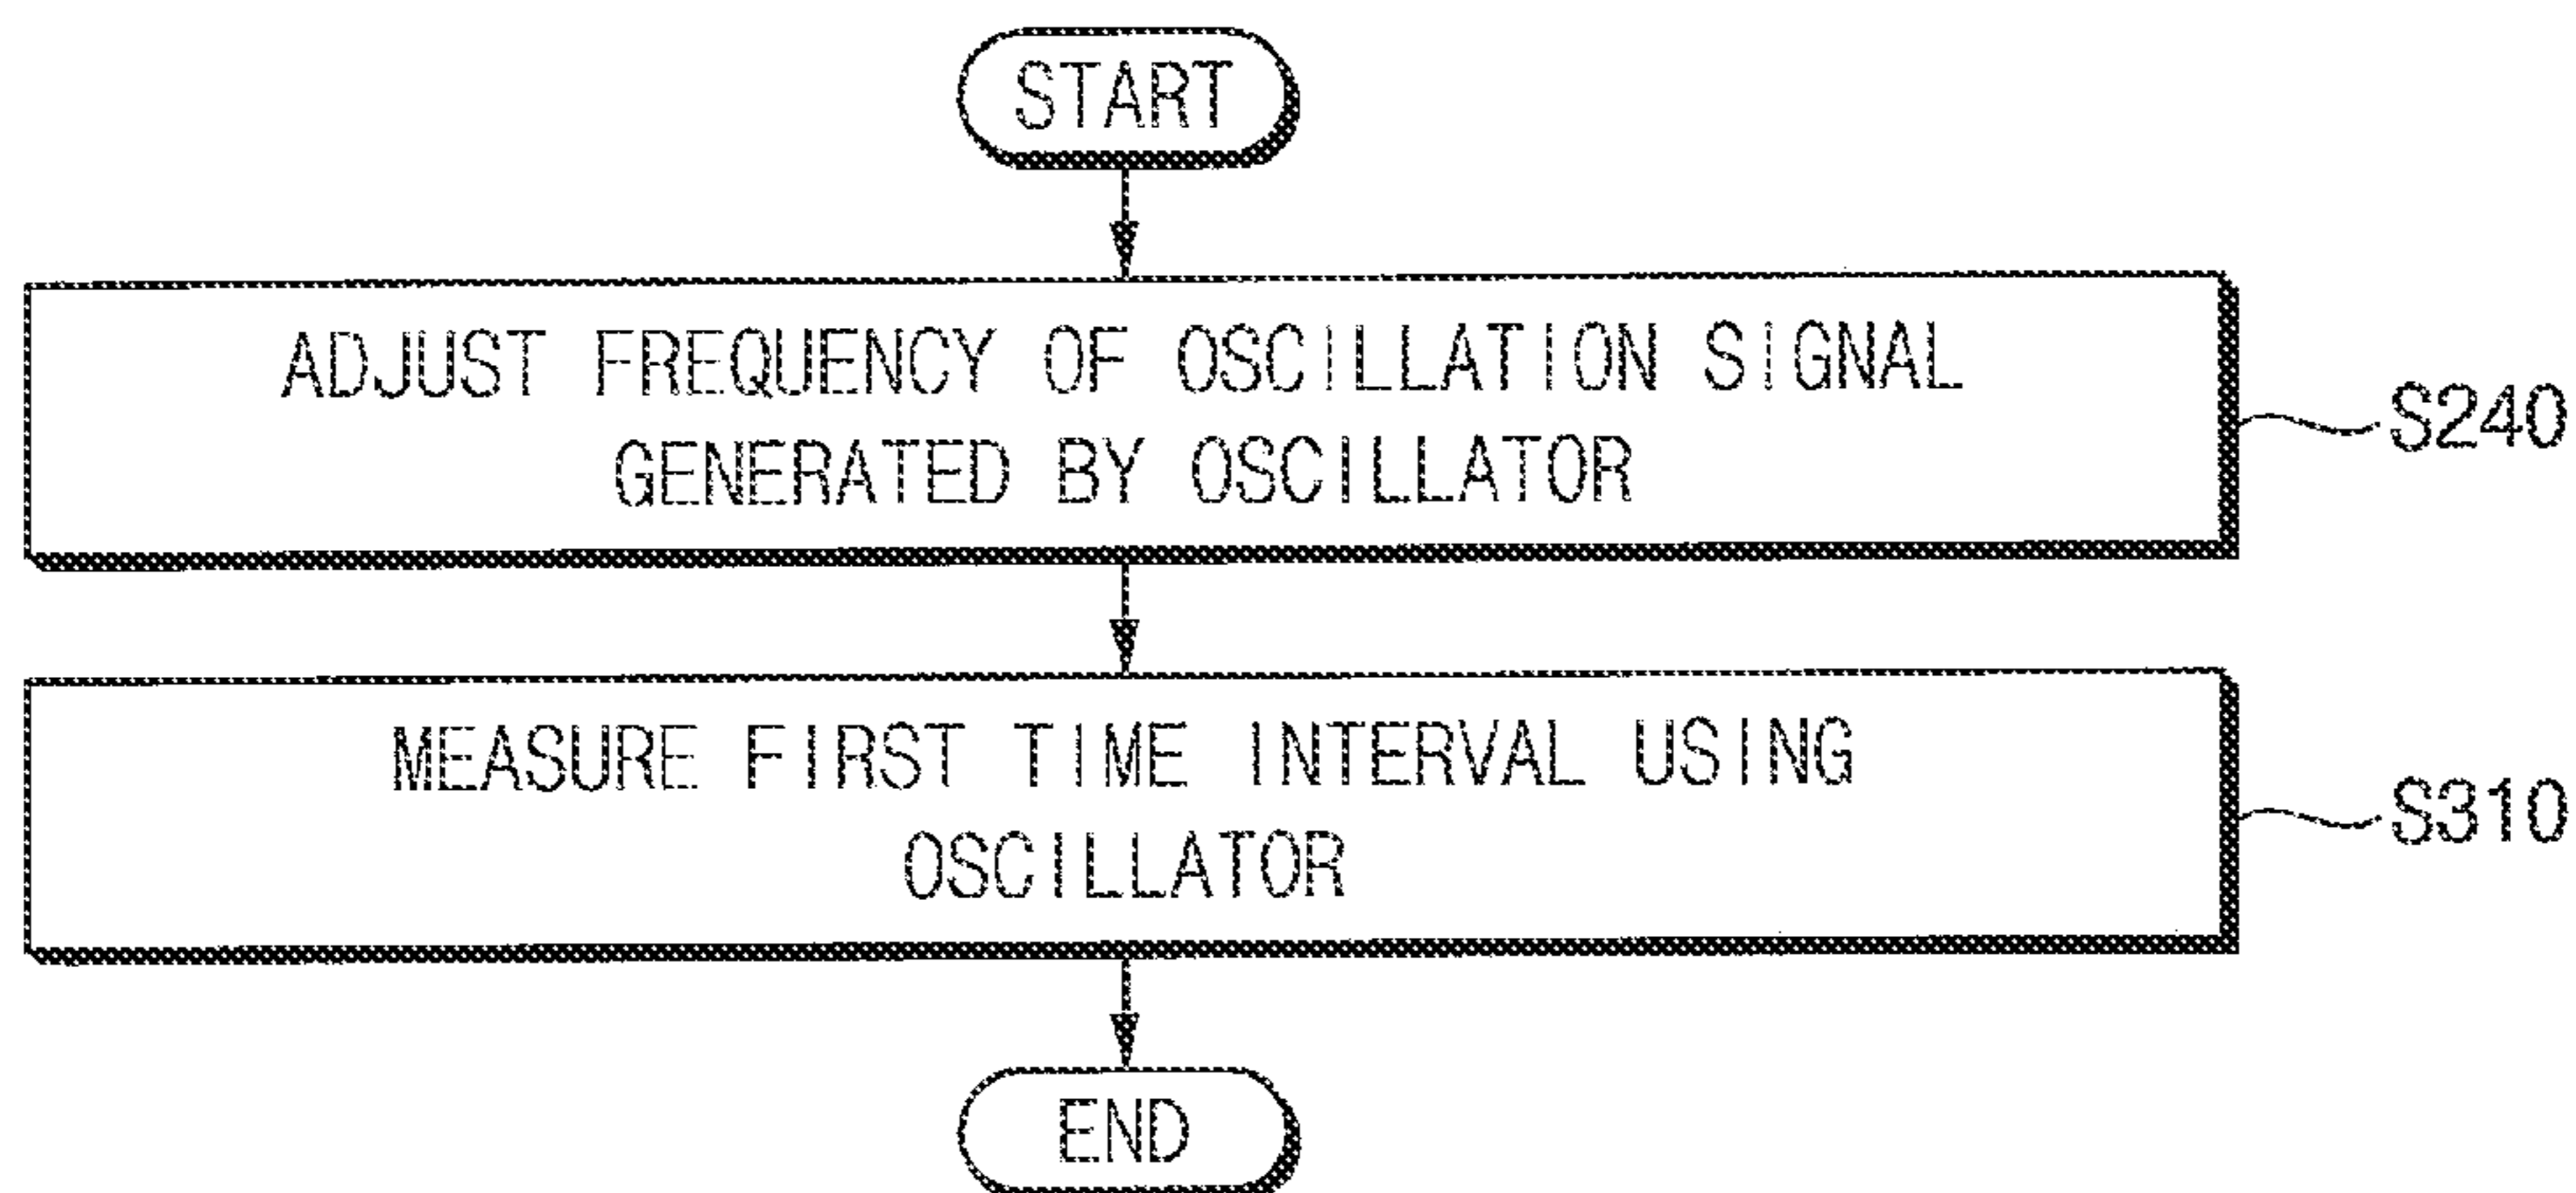 START
ADJUST FREQUENCY OF OSCILLATION SIGNAL
GENERATED BY OSCILLATOR
S240
MEASURE FIRST TIME INTERVAL USING
OSCILLATOR
S310
END